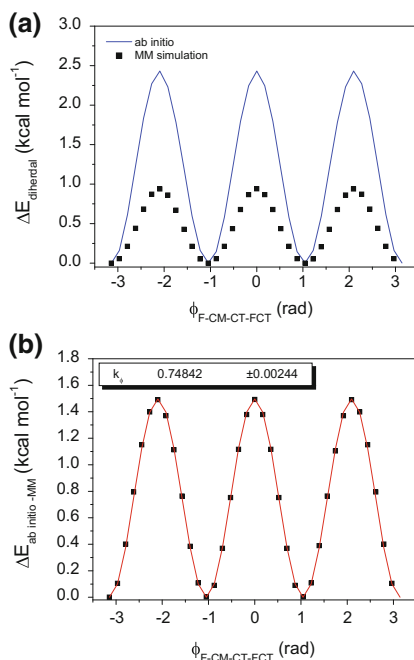 (a)
ab initio
MM simulation
ΔE_diherdal (kcal mol⁻¹)
3.0
2.5
2.0
1.5
1.0
0.5
0.0
-3 -2 -1 0 1 2 3
ϕ_F-CM-CT-FCT (rad)
(b)
k_ϕ 0.74842 ±0.00244
ΔE_ab initio -MM (kcal mol⁻¹)
1.8
1.6
1.4
1.2
1.0
0.8
0.6
0.4
0.2
0.0
-3 -2 -1 0 1 2 3
ϕ_F-CM-CT-FCT (rad)